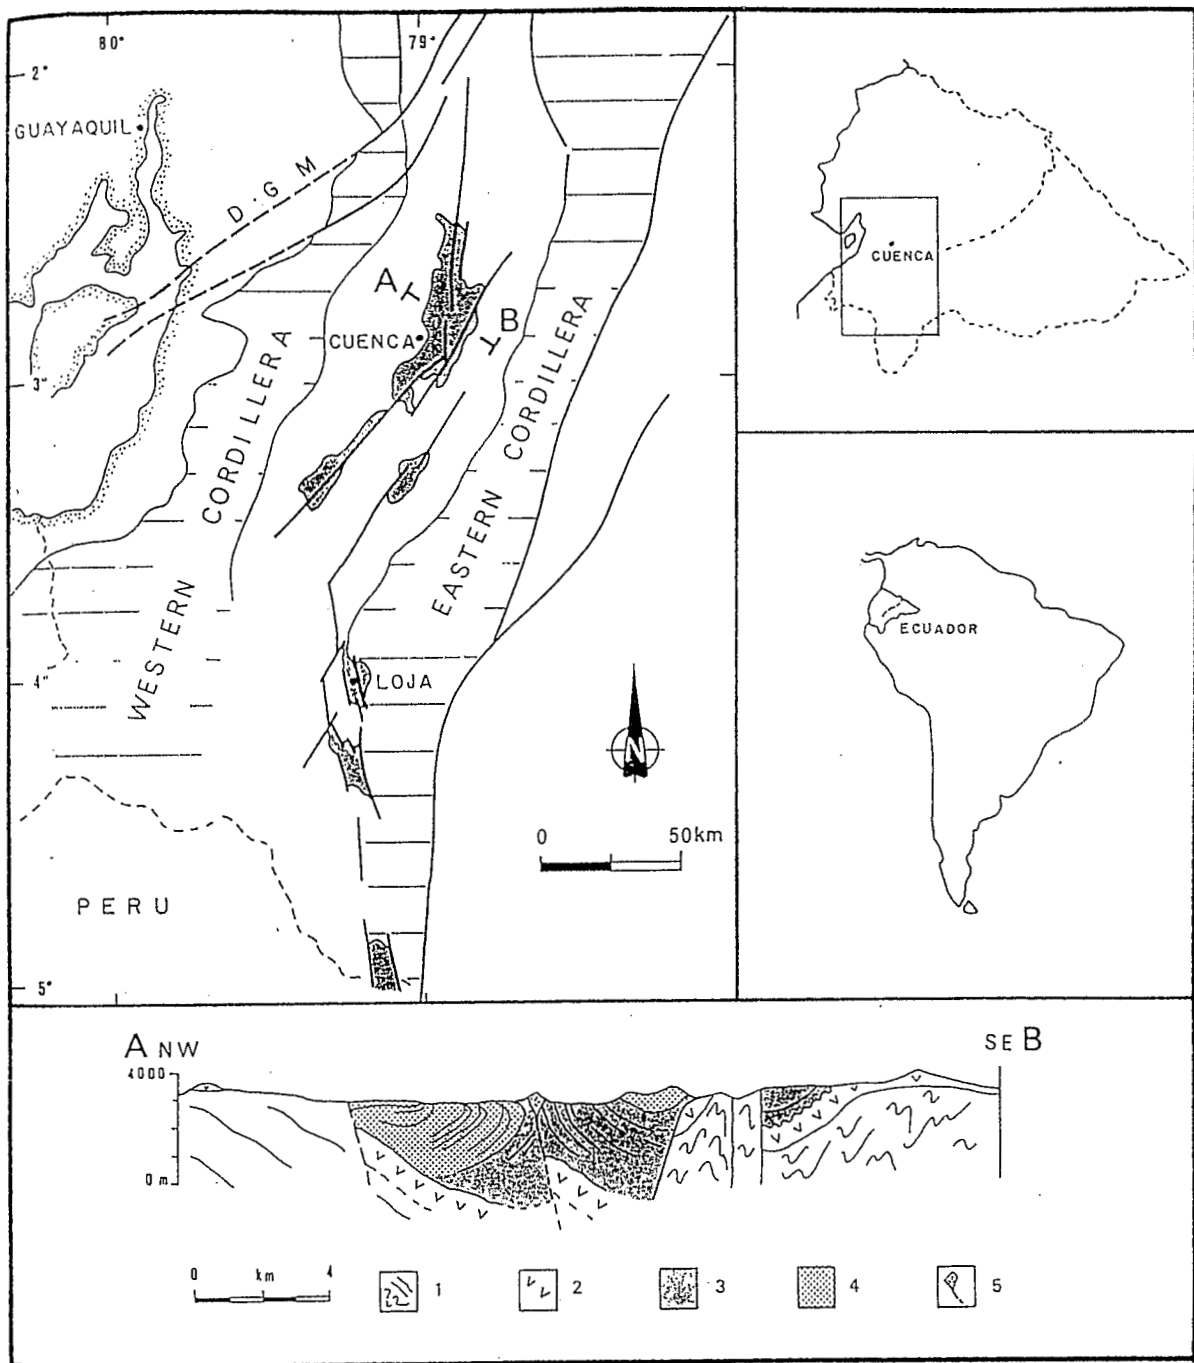 80°
79°
2°
GUAYAQUIL
D.G M
A
B
CUENCA
3°
WESTERN CORDILLERA
EASTERN CORDILLERA
4°
LOJA
N
0 50km
PERU
5°
CUENCA
ECUADOR
A NW
SE B
4000
0 m
0 km 4
1 2 3 4 5